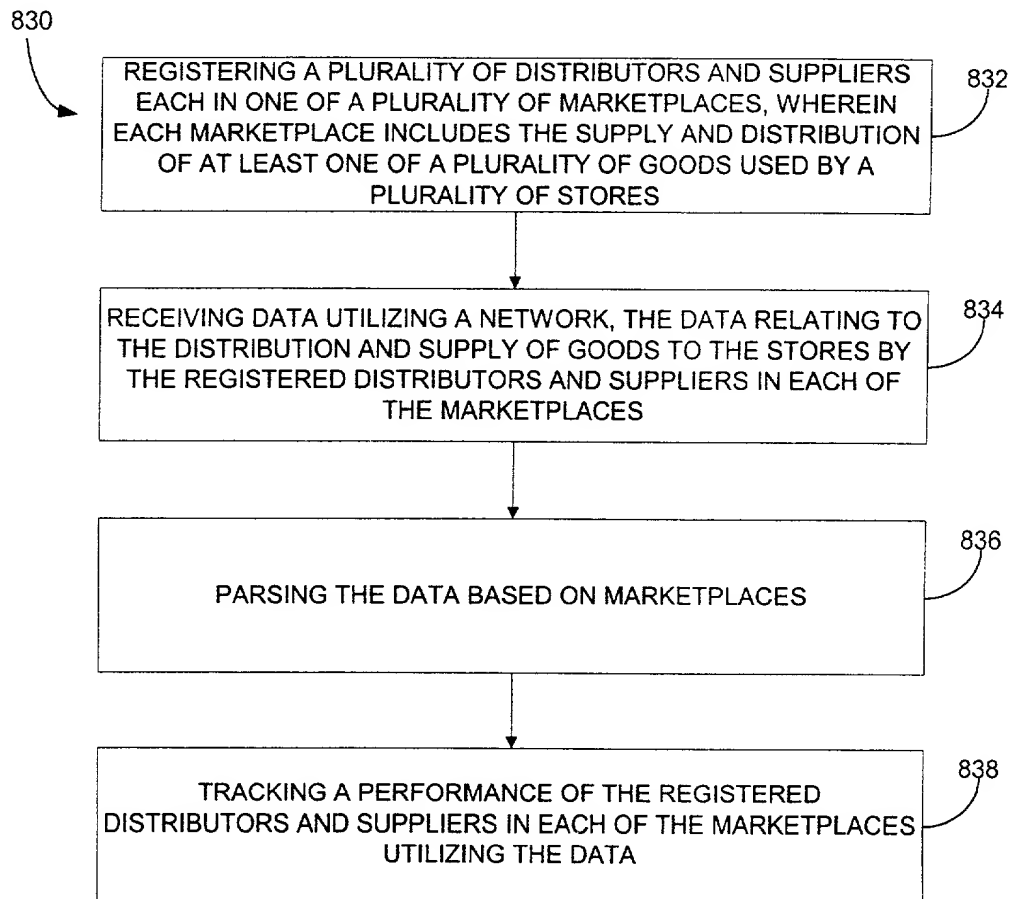 830
REGISTERING A PLURALITY OF DISTRIBUTORS AND SUPPLIERS
EACH IN ONE OF A PLURALITY OF MARKETPLACES, WHEREIN
EACH MARKETPLACE INCLUDES THE SUPPLY AND DISTRIBUTION
OF AT LEAST ONE OF A PLURALITY OF GOODS USED BY A
PLURALITY OF STORES
832
RECEIVING DATA UTILIZING A NETWORK, THE DATA RELATING TO
THE DISTRIBUTION AND SUPPLY OF GOODS TO THE STORES BY
THE REGISTERED DISTRIBUTORS AND SUPPLIERS IN EACH OF
THE MARKETPLACES
834
PARSING THE DATA BASED ON MARKETPLACES
836
TRACKING A PERFORMANCE OF THE REGISTERED
DISTRIBUTORS AND SUPPLIERS IN EACH OF THE MARKETPLACES
UTILIZING THE DATA
838